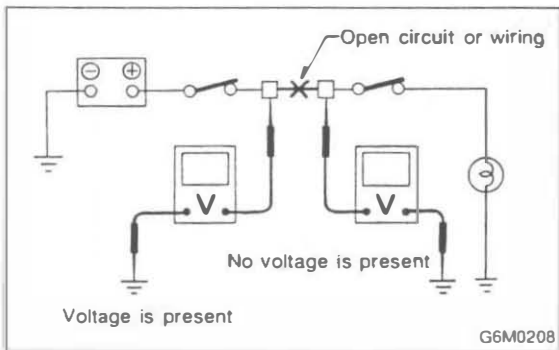 Open circuit or wiring
⊖ ⊕
V V
No voltage is present
Voltage is present
G6M0208